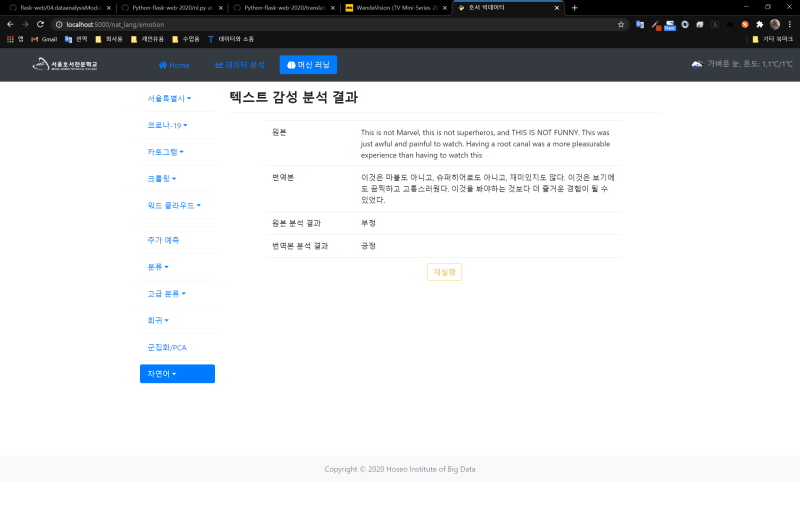 flask-web/04.dataanalysisModu
Python-flask-web-2020/nl.py at
Python-flask-web-2020/translat
WandaVision (TV Mini-Series 20
호서 빅데이터
localhost:5000/nat_lang/emotion
앱 Gmail 번역 회사용 개인유용 수업용 데이터와 소통 기타 북마크
서울호서전문학교 Home 데이터 분석 머신 러닝 가벼운 눈, 온도: 1.1°C/1°C
서울특별시
코로나-19
카토그램
크롤링
워드 클라우드
주가 예측
분류
고급 분류
회귀
군집화/PCA
자연어
텍스트 감성 분석 결과
원본
This is not Marvel, this is not superheros, and THIS IS NOT FUNNY. This was
just awful and painful to watch. Having a root canal was a more pleasurable
experience than having to watch this
번역본
이것은 마블도 아니고, 슈퍼히어로도 아니고, 재미있지도 않다. 이것은 보기에
도 끔찍하고 고통스러웠다. 이것을 봐야하는 것보다 더 즐거운 경험이 될 수
있었다.
원본 분석 결과 부정
번역본 분석 결과 긍정
재실행
Copyright © 2020 Hoseo Institute of Big Data